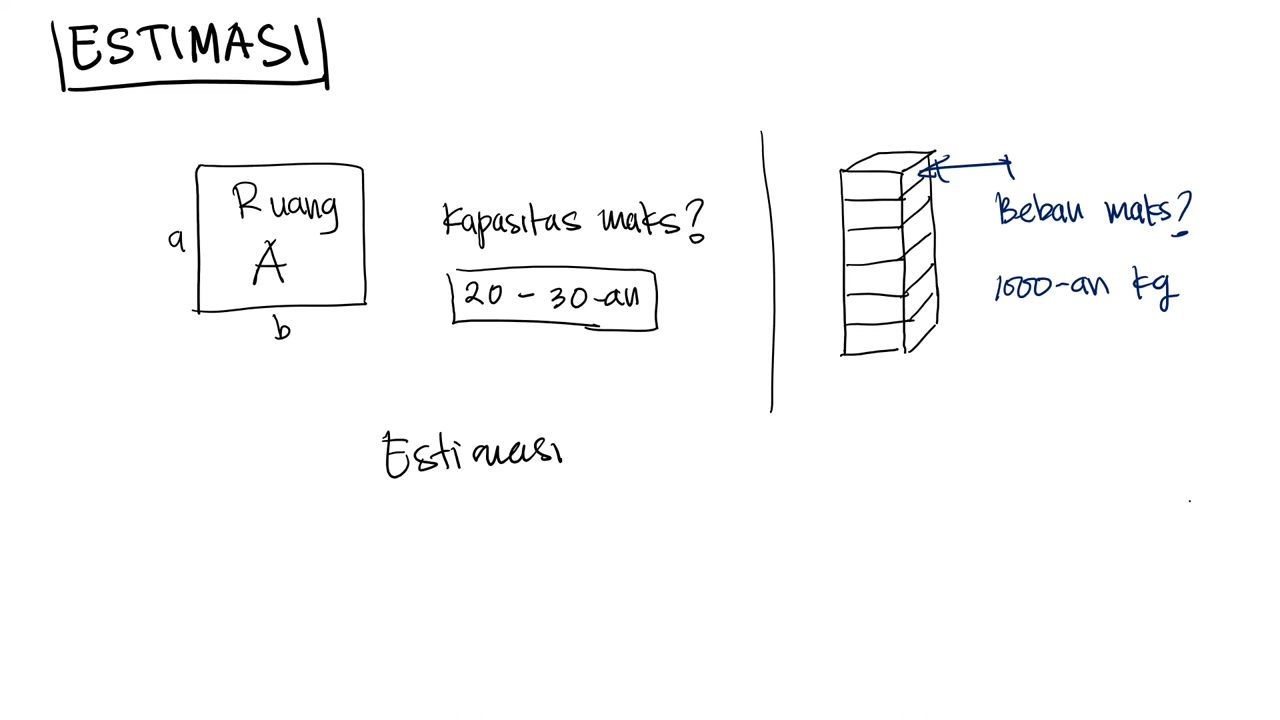 ESTIMASI
Ruang
A
a
b
Kapasitas maks?
20 - 30-an
Beban maks?
1000-an kg
Estimasi